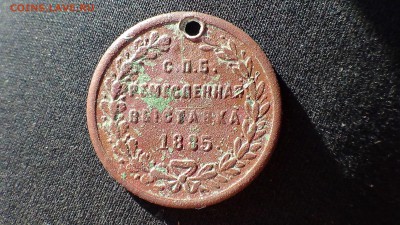 COINS.LAVE.RU
С.П.Б.
РЕМЕСЛЕННАЯ
ВЫСТАВКА.
1885.